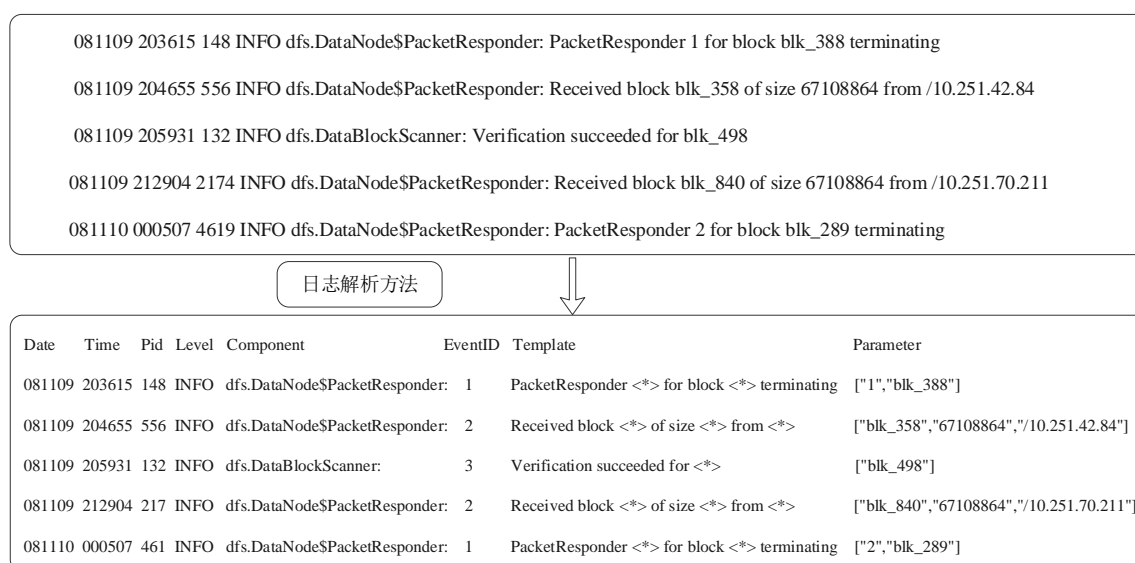 081109 203615 148 INFO dfs.DataNode$PacketResponder: PacketResponder 1 for block blk_388 terminating
081109 204655 556 INFO dfs.DataNode$PacketResponder: Received block blk_358 of size 67108864 from /10.251.42.84
081109 205931 132 INFO dfs.DataBlockScanner: Verification succeeded for blk_498
081109 212904 2174 INFO dfs.DataNode$PacketResponder: Received block blk_840 of size 67108864 from /10.251.70.211
081110 000507 4619 INFO dfs.DataNode$PacketResponder: PacketResponder 2 for block blk_289 terminating
日志解析方法
Date Time Pid Level Component EventID Template Parameter
081109 203615 148 INFO dfs.DataNode$PacketResponder: 1 PacketResponder <*> for block <*> terminating ["1","blk_388"]
081109 204655 556 INFO dfs.DataNode$PacketResponder: 2 Received block <*> of size <*> from <*> ["blk_358","67108864","/10.251.42.84"]
081109 205931 132 INFO dfs.DataBlockScanner: 3 Verification succeeded for <*> ["blk_498"]
081109 212904 217 INFO dfs.DataNode$PacketResponder: 2 Received block <*> of size <*> from <*> ["blk_840","67108864","/10.251.70.211"]
081110 000507 461 INFO dfs.DataNode$PacketResponder: 1 PacketResponder <*> for block <*> terminating ["2","blk_289"]